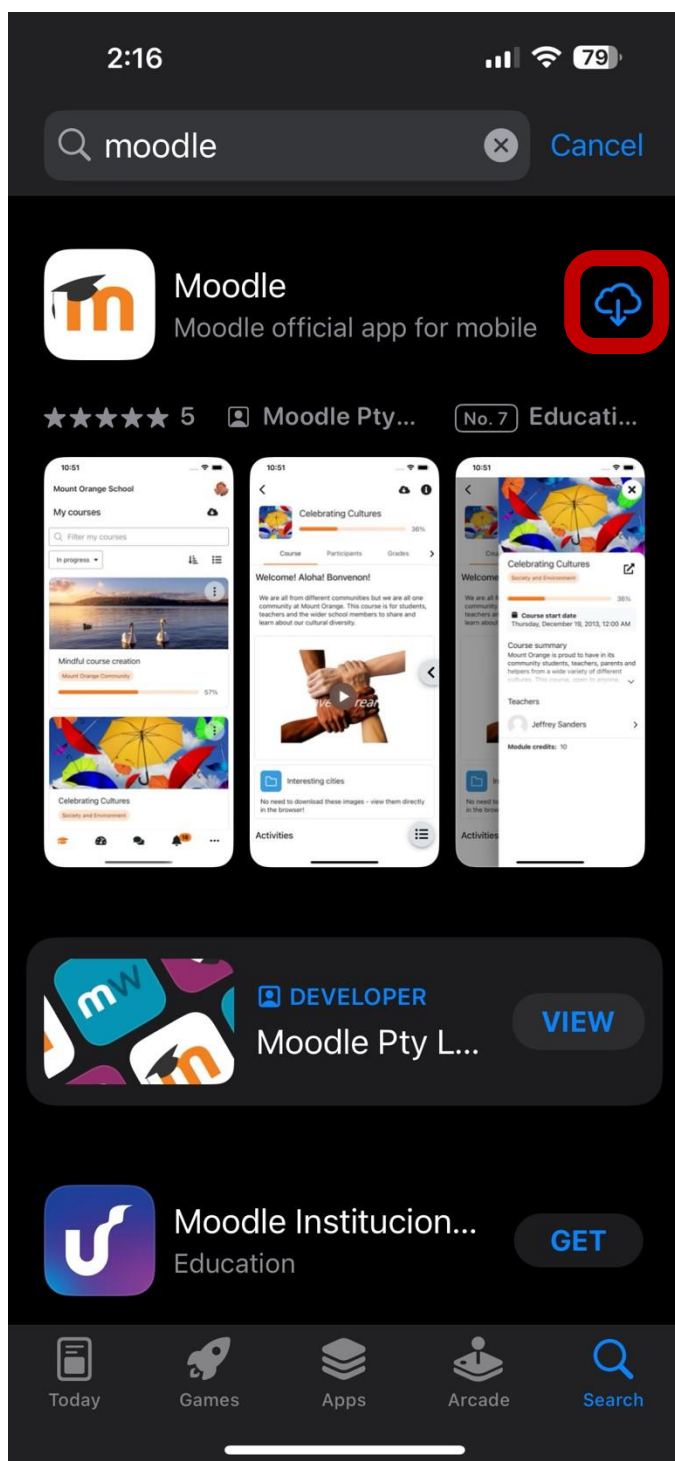 2:16
79
moodle
Cancel
Moodle
Moodle official app for mobile
5
Moodle Pty...
No. 7
Educati...
10:51
Mount Orange School
My courses
Filter my courses
In progress
Mindful course creation
Mount Orange Community
57%
Celebrating Cultures
Society and Environment
10:51
Celebrating Cultures
36%
Course
Participants
Grades
Welcome! Aloha! Bonvenon!
We are all from different communities but we are all one
community at Mount Orange. This course is for students,
teachers and the wider school members to share and
learn about our cultural diversity.
Interesting cities
No need to download these images - view them directly
in the browser!
Activities
10:51
Celebrating Cultures
Society and Environment
36%
Course start date
Thursday, December 19, 2013, 12:00 AM
Course summary
Mount Orange is proud to have in its
community students, teachers, parents and
helpers from a wide variety of different
cultures. This course, open to anyone,
Teachers
Jeffrey Sanders
Module credits: 10
Activities
DEVELOPER
Moodle Pty L...
VIEW
Moodle Institucion...
Education
GET
Today
Games
Apps
Arcade
Search